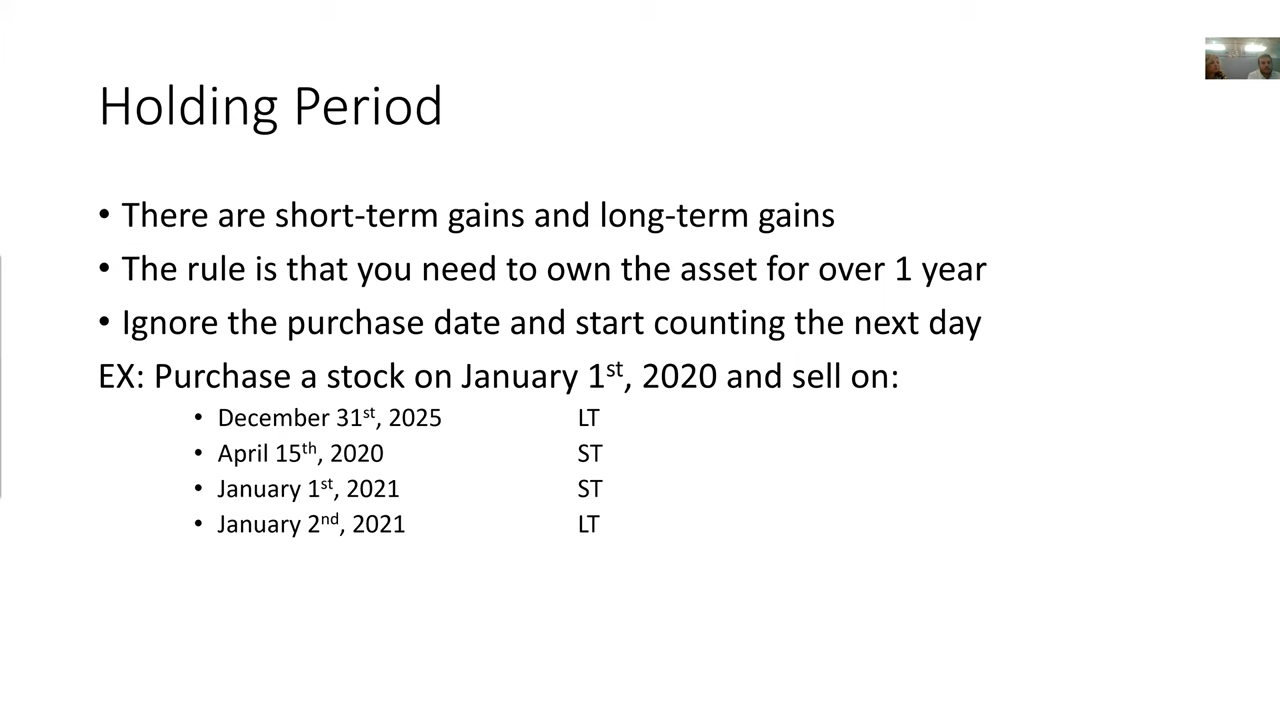 Holding Period
• There are short-term gains and long-term gains
• The rule is that you need to own the asset for over 1 year
• Ignore the purchase date and start counting the next day
EX: Purchase a stock on January 1st, 2020 and sell on:
• December 31st, 2025 LT
• April 15th, 2020 ST
• January 1st, 2021 ST
• January 2nd, 2021 LT